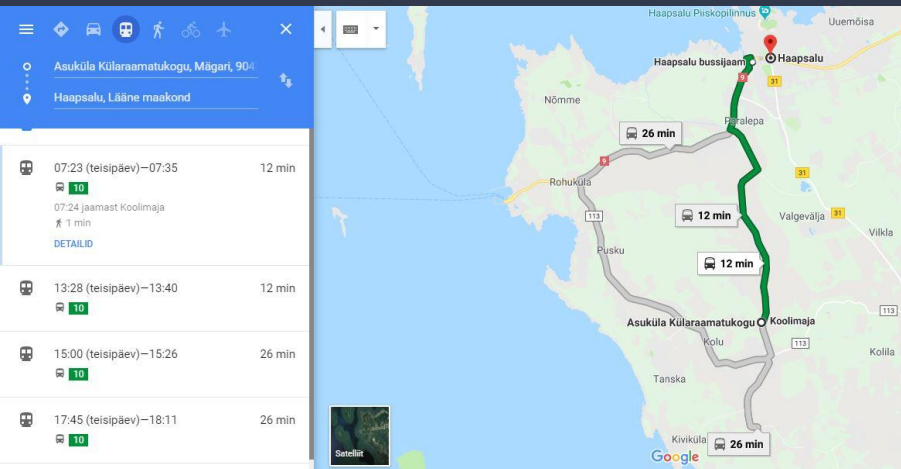 Asuküla Külaraamatukogu, Mägari, 904
Haapsalu, Lääne maakond
07:23 (teisipäev)—07:35
12 min
10
07:24 jaamast Koolimaja
1 min
DETAILID
13:28 (teisipäev)—13:40
12 min
10
15:00 (teisipäev)—15:26
26 min
10
17:45 (teisipäev)—18:11
26 min
10
Haapsalu Piiskopilinnus
Uuemõisa
Haapsalu bussijaam
Haapsalu
9
31
Nõmme
26 min
Paralepa
9
Rohuküla
31
113
12 min
Valgevälja
31
Vilkla
Pusku
12 min
113
Asuküla Külaraamatukogu
Koolimaja
Kolu
113
Kolila
Tanska
Kiviküla
26 min
Satelliit
Google